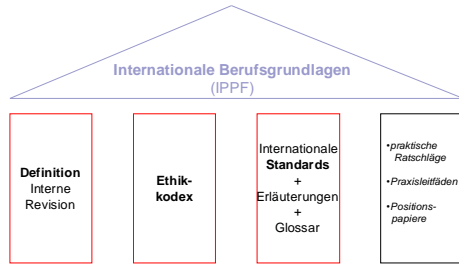 Internationale Berufsgrundlagen
(IPPF)
Definition
Interne
Revision
Ethik-
kodex
Internationale
Standards
+
Erläuterungen
+
Glossar
•praktische
Ratschläge
•Praxisleitfäden
•Positions-
papiere